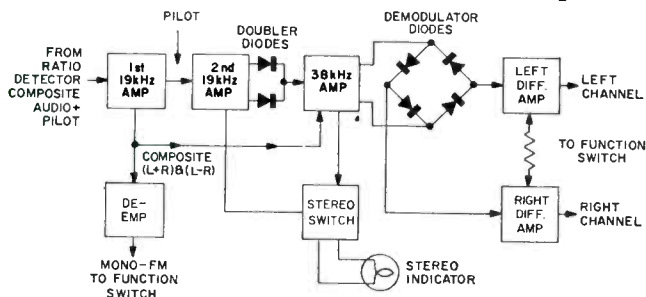 PILOT
DOUBLER
DIODES
DEMODULATOR
DIODES
FROM
RATIO
DETECTOR
COMPOSITE
AUDIO+
PILOT
1st
19kHz
AMP
2nd
19kHz
AMP
38kHz
AMP
LEFT
DIFF.
AMP
LEFT
CHANNEL
COMPOSITE
(L+R)&(L-R)
TO FUNCTION
SWITCH
DE-
EMP
STEREO
SWITCH
RIGHT
DIFF.
AMP
RIGHT
CHANNEL
MONO-FM
TO FUNCTION
SWITCH
STEREO
INDICATOR